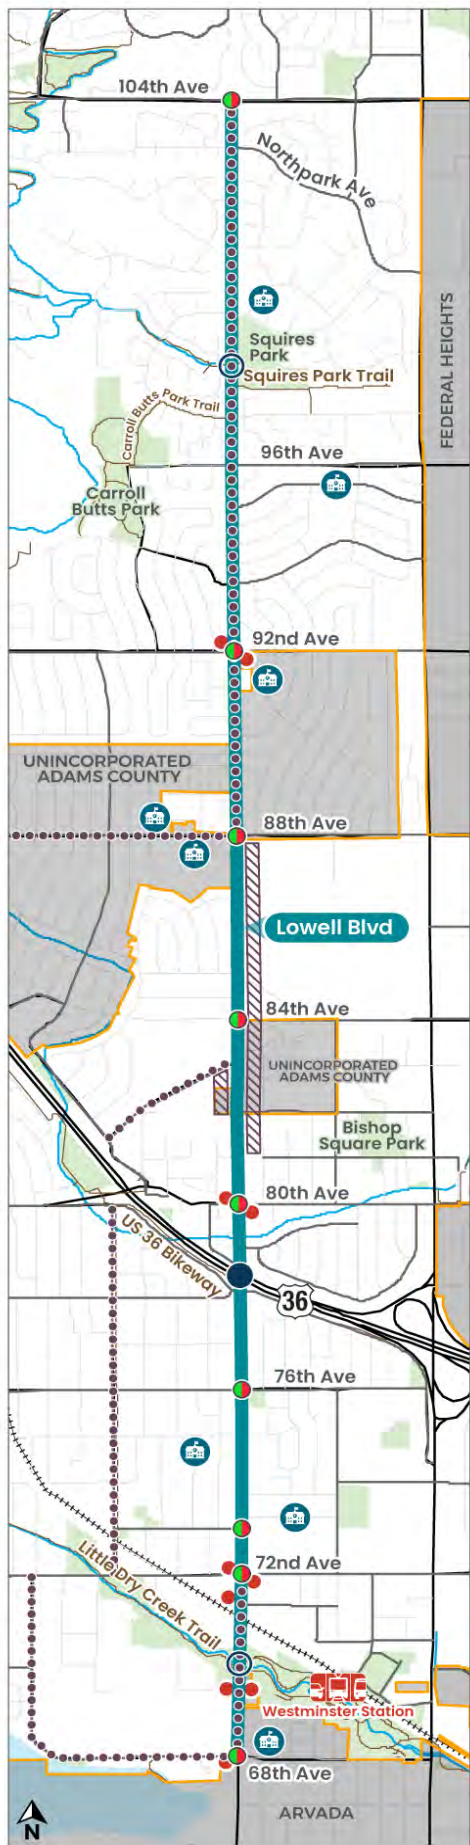 104th Ave
Northpark Ave
FEDERAL HEIGHTS
Squires
Park
Squires Park Trail
Carroll Butts Park Trail
96th Ave
Carroll
Butts Park
92nd Ave
UNINCORPORATED
ADAMS COUNTY
88th Ave
Lowell Blvd
84th Ave
UNINCORPORATED
ADAMS COUNTY
Bishop
Square Park
80th Ave
US 36 Bikeway
36
76th Ave
72nd Ave
Little Dry Creek Trail
Westminster Station
68th Ave
ARVADA
N